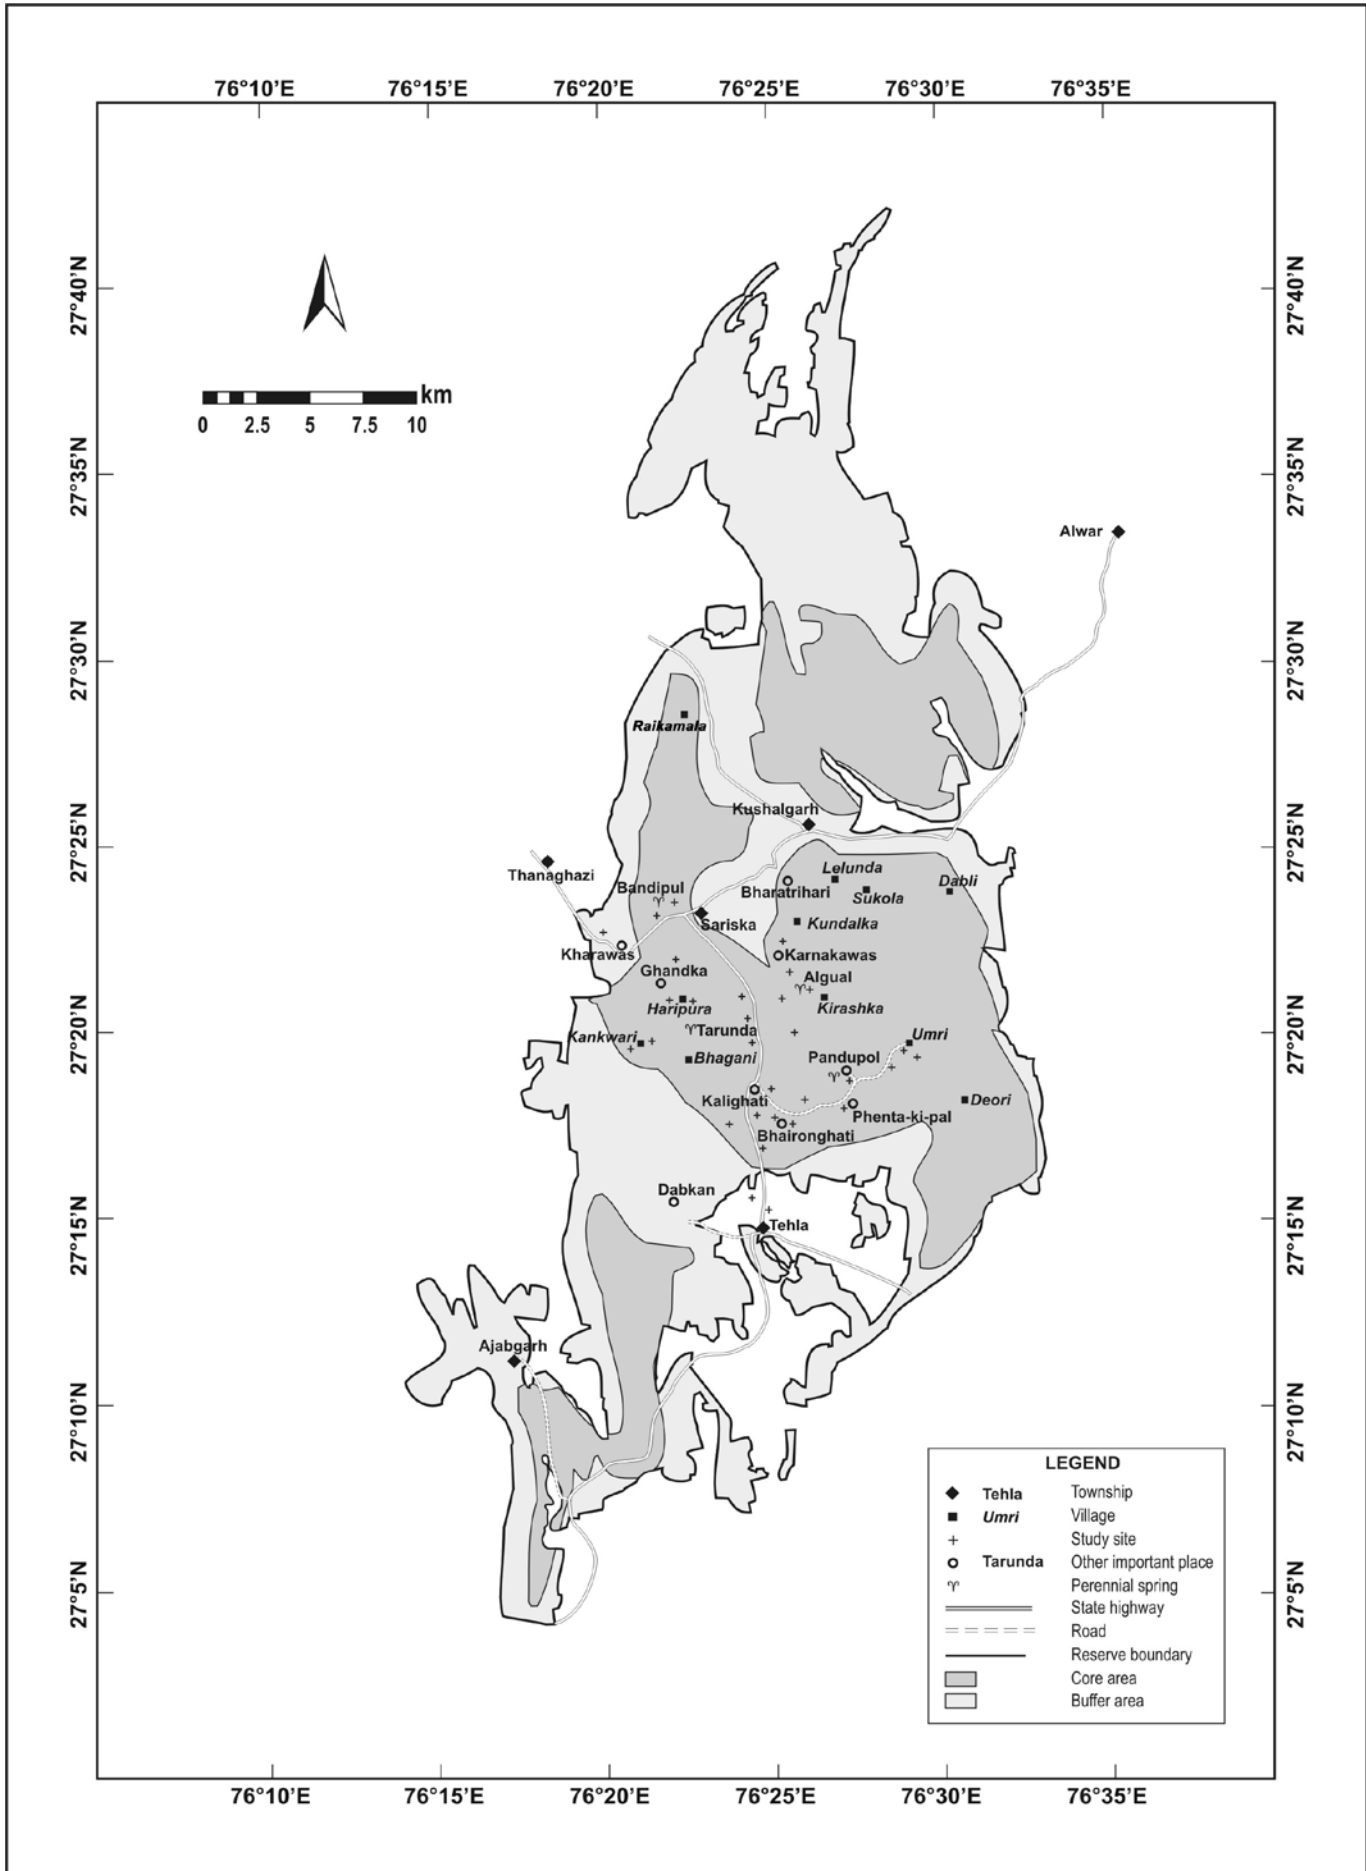 76°10’E 76°15’E 76°20’E 76°25’E 76°30’E 76°35’E
27°40’N 27°40’N
km
0 2.5 5 7.5 10
27°35’N 27°35’N
Alwar
27°30’N 27°30’N
Raikamala
Kushalgarh
27°25’N 27°25’N
Thanaghazi
Lelunda
Bandipul
Bharatrihari
Dabli
Sukola
Sariska
Kundalka
Kharawas
Karnakawas
Ghandka
Algual
Haripura
Kirashka
27°20’N 27°20’N
Kankwari
Tarunda
Umri
Bhagani
Pandupol
Kalighati
Deori
Phenta-ki-pal
Bhaironghati
Dabkan
27°15’N 27°15’N
Tehla
Ajabgarh
27°10’N 27°10’N
LEGEND
Tehla Township
Umri Village
Study site
Tarunda Other important place
Perennial spring
27°5’N 27°5’N
State highway
Road
Reserve boundary
Core area
Buffer area
76°10’E 76°15’E 76°20’E 76°25’E 76°30’E 76°35’E